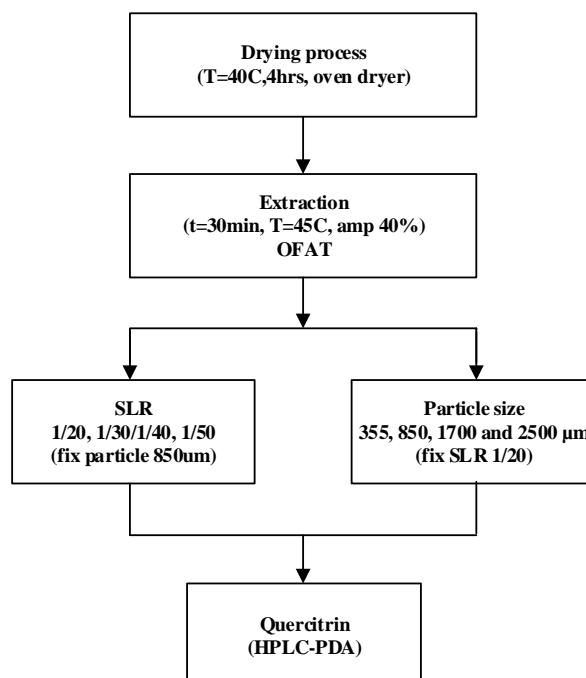 Drying process
(T=40C,4hrs, oven dryer)
Extraction
(t=30min, T=45C, amp 40%)
OFAT
SLR
1/20, 1/30/1/40, 1/50
(fix particle 850um)
Particle size
355, 850, 1700 and 2500 µm
(fix SLR 1/20)
Quercitrin
(HPLC-PDA)